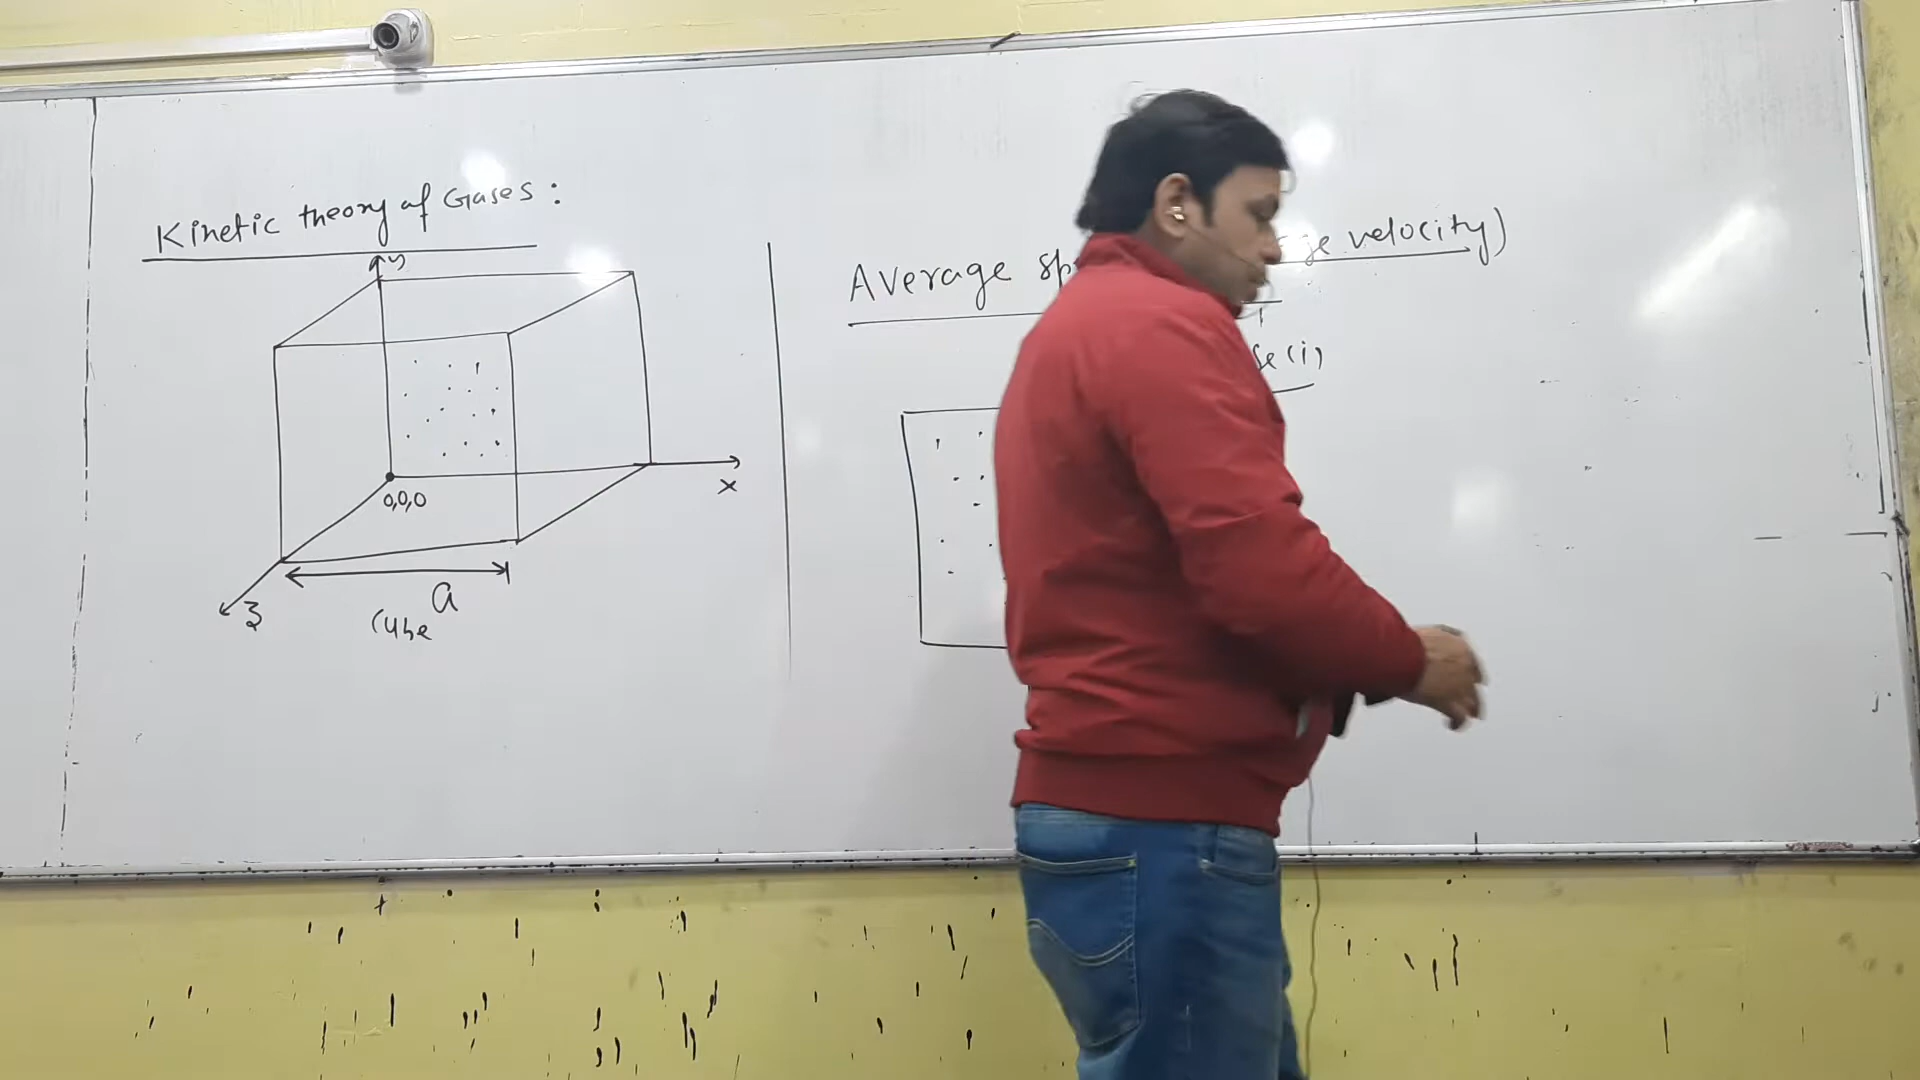 Kinetic theory of Gases :
y
0,0,0
x
z
a
Cube
Average velocity)
(i)